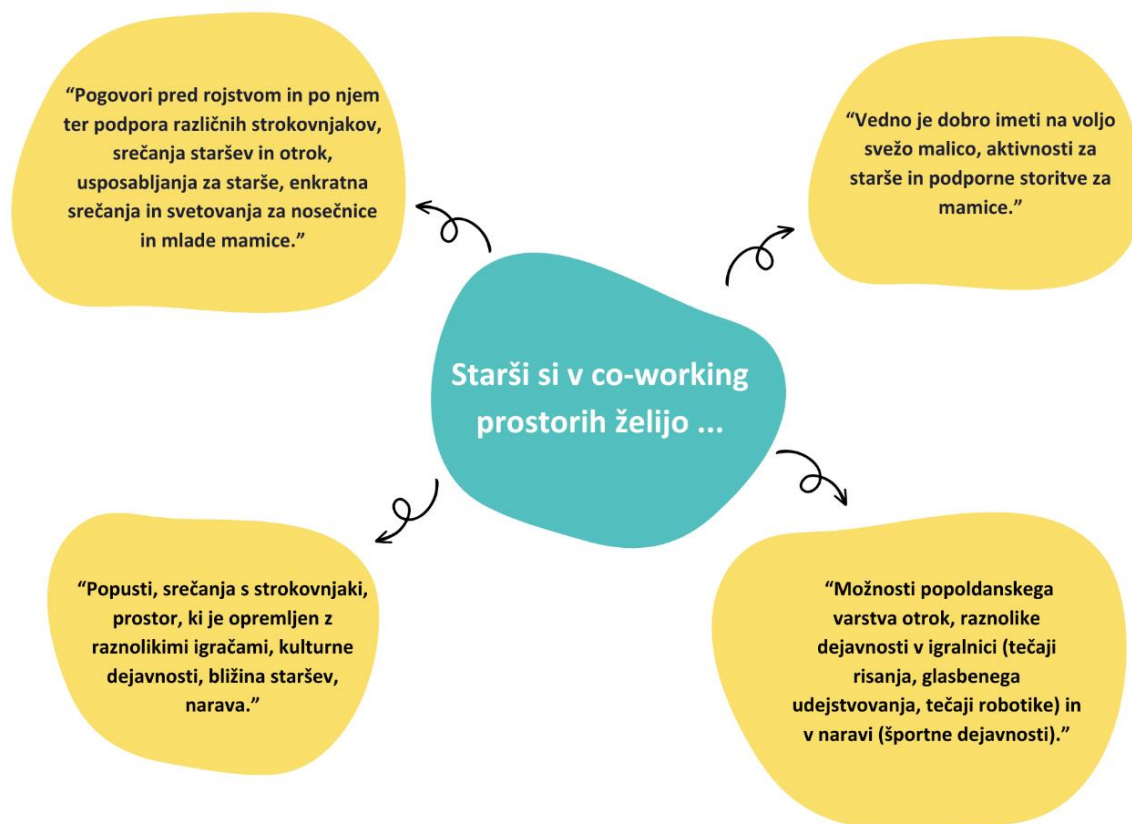 “Pogovori pred rojstvom in po njem
ter podpora različnih strokovnjakov,
srečanja staršev in otrok,
usposabljanja za starše, enkratna
srečanja in svetovanja za nosečnice
in mlade mamice.”
“Vedno je dobro imeti na voljo
svežo malico, aktivnosti za
starše in podporne storitve za
mamice.”
Starši si v co-working
prostorih želijo ...
“Popusti, srečanja s strokovnjaki,
prostor, ki je opremljen z
raznolikimi igračami, kulturne
dejavnosti, bližina staršev,
narava.”
“Možnosti popoldanskega
varstva otrok, raznolike
dejavnosti v igralnici (tečaji
risanja, glasbenega
udejstvovanja, tečaji robotike) in
v naravi (športne dejavnosti).”